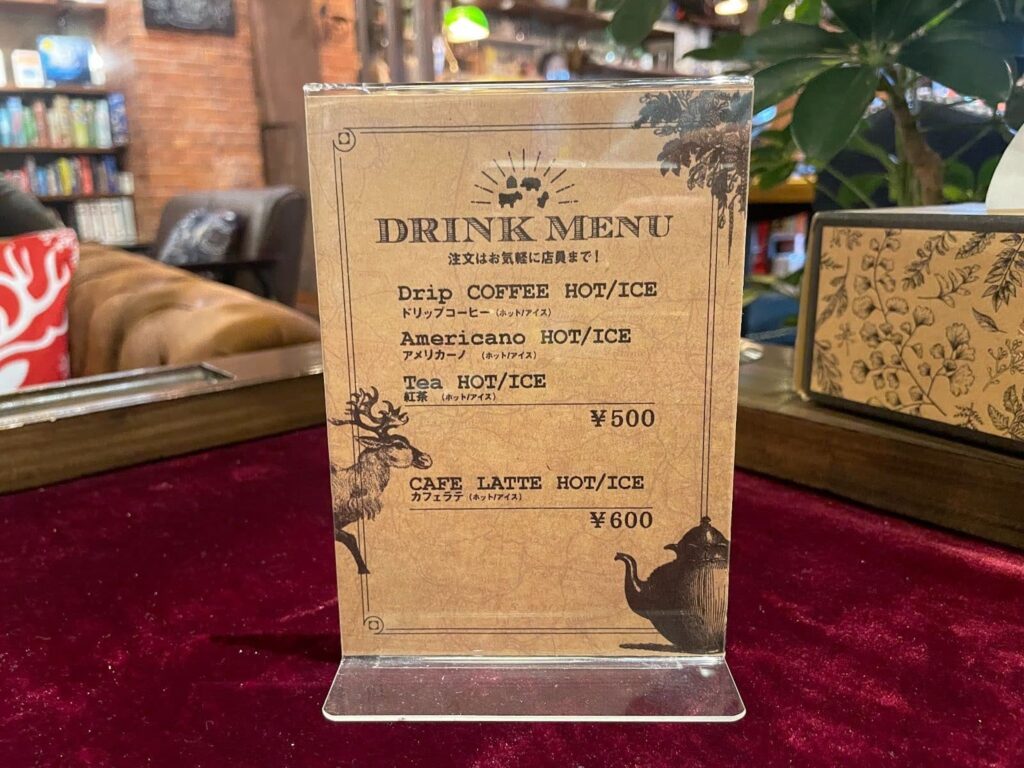 DRINK MENU
注文はお気軽に店員まで！
Drip COFFEE HOT/ICE
ドリップコーヒー（ホット/アイス）
Americano HOT/ICE
アメリカーノ （ホット/アイス）
Tea HOT/ICE
紅茶 （ホット/アイス）
¥500
CAFE LATTE HOT/ICE
カフェラテ（ホット/アイス）
¥600